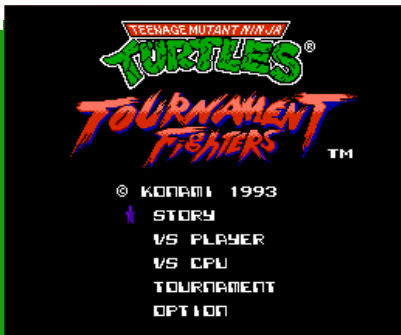 TEENAGE MUTANT NINJA
TURTLES®
TOURNAMENT
FIGHTERS
TM
© KONAMI 1993
STORY
VS PLAYER
VS CPU
TOURNAMENT
OPTION